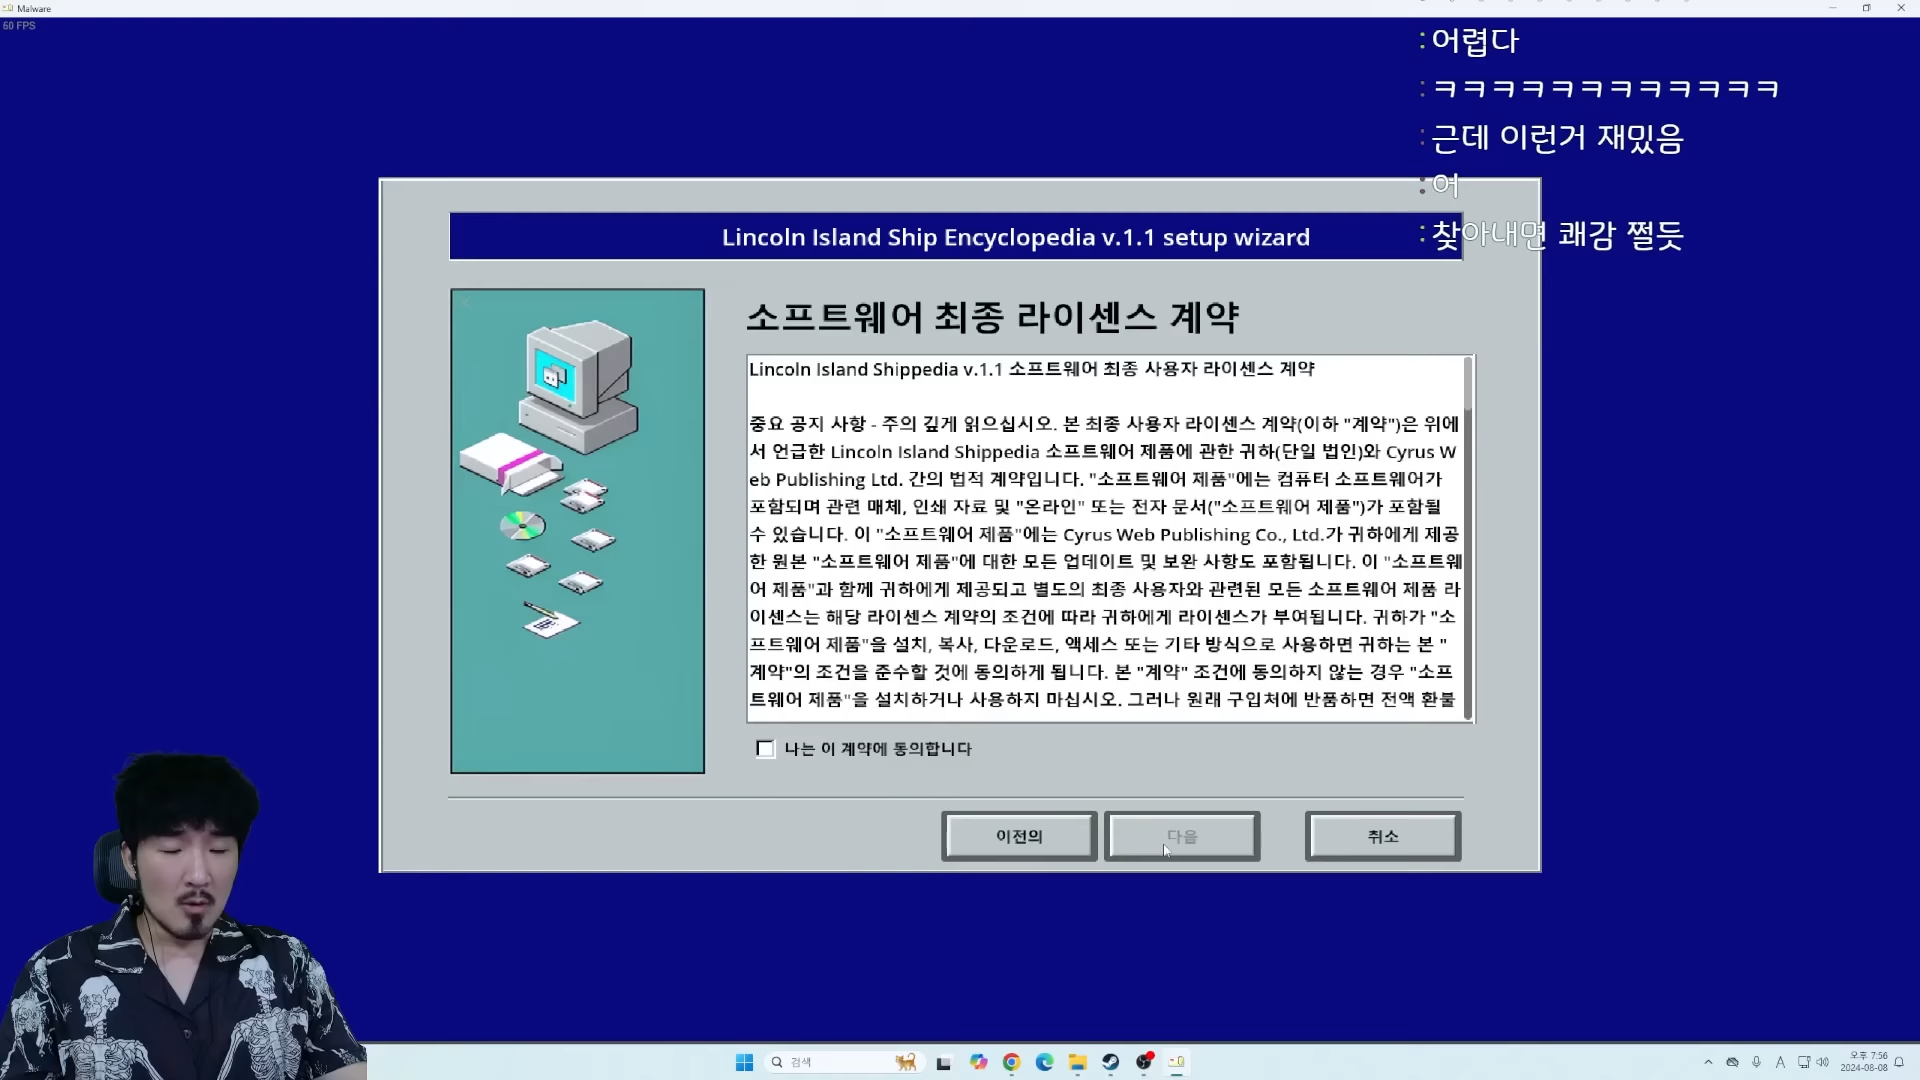 Malware
60 FPS
:어렵다
:ㅋㅋㅋㅋㅋㅋㅋㅋㅋㅋㅋㅋ
:근데 이런거 재밌음
:어
:찾아내면 쾌감 쩔듯
Lincoln Island Ship Encyclopedia v.1.1 setup wizard
소프트웨어 최종 라이센스 계약
Lincoln Island Shippedia v.1.1 소프트웨어 최종 사용자 라이센스 계약
중요 공지 사항 - 주의 깊게 읽으십시오. 본 최종 사용자 라이센스 계약(이하 "계약")은 위에
서 언급한 Lincoln Island Shippedia 소프트웨어 제품에 관한 귀하(단일 법인)와 Cyrus W
eb Publishing Ltd. 간의 법적 계약입니다. "소프트웨어 제품"에는 컴퓨터 소프트웨어가
포함되며 관련 매체, 인쇄 자료 및 "온라인" 또는 전자 문서("소프트웨어 제품")가 포함될
수 있습니다. 이 "소프트웨어 제품"에는 Cyrus Web Publishing Co., Ltd.가 귀하에게 제공
한 원본 "소프트웨어 제품"에 대한 모든 업데이트 및 보완 사항도 포함됩니다. 이 "소프트웨
어 제품"과 함께 귀하에게 제공되고 별도의 최종 사용자와 관련된 모든 소프트웨어 제품 라
이센스는 해당 라이센스 계약의 조건에 따라 귀하에게 라이센스가 부여됩니다. 귀하가 "소
프트웨어 제품"을 설치, 복사, 다운로드, 액세스 또는 기타 방식으로 사용하면 귀하는 본 "
계약"의 조건을 준수할 것에 동의하게 됩니다. 본 "계약" 조건에 동의하지 않는 경우 "소프
트웨어 제품"을 설치하거나 사용하지 마십시오. 그러나 원래 구입처에 반품하면 전액 환불
나는 이 계약에 동의합니다
이전의
다음
취소
검색
A
오후 7:56
2024-08-08